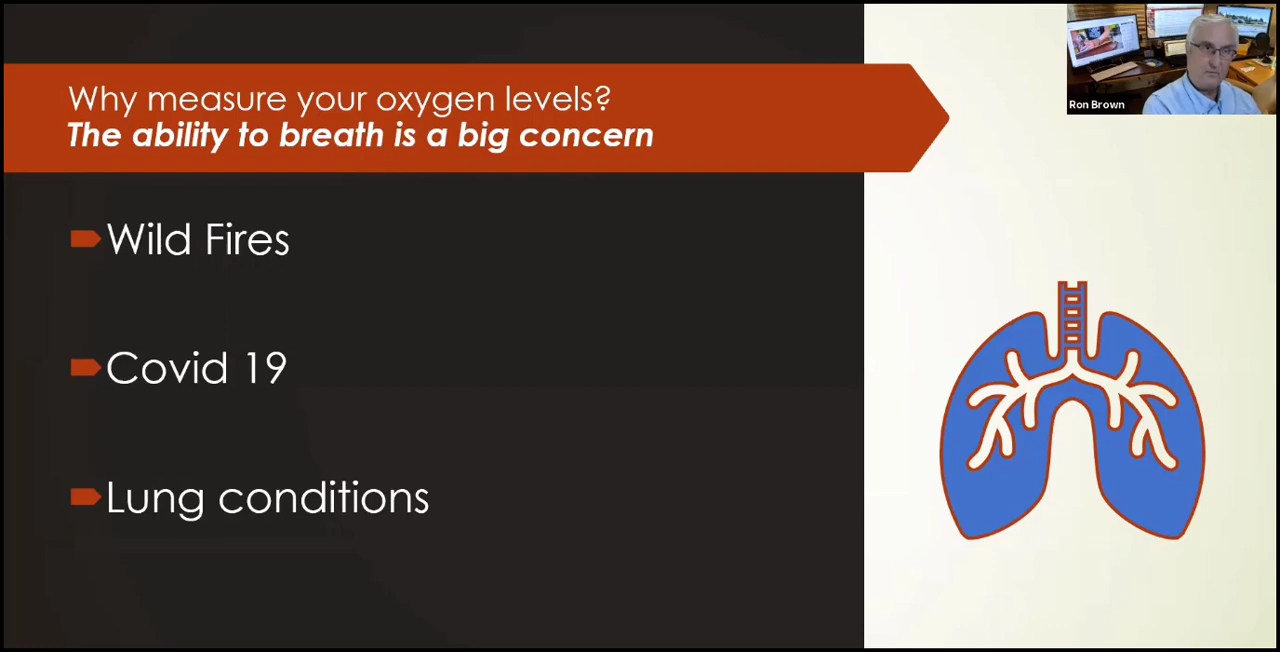 Why measure your oxygen levels?
The ability to breath is a big concern
Wild Fires
Covid 19
Lung conditions
Ron Brown